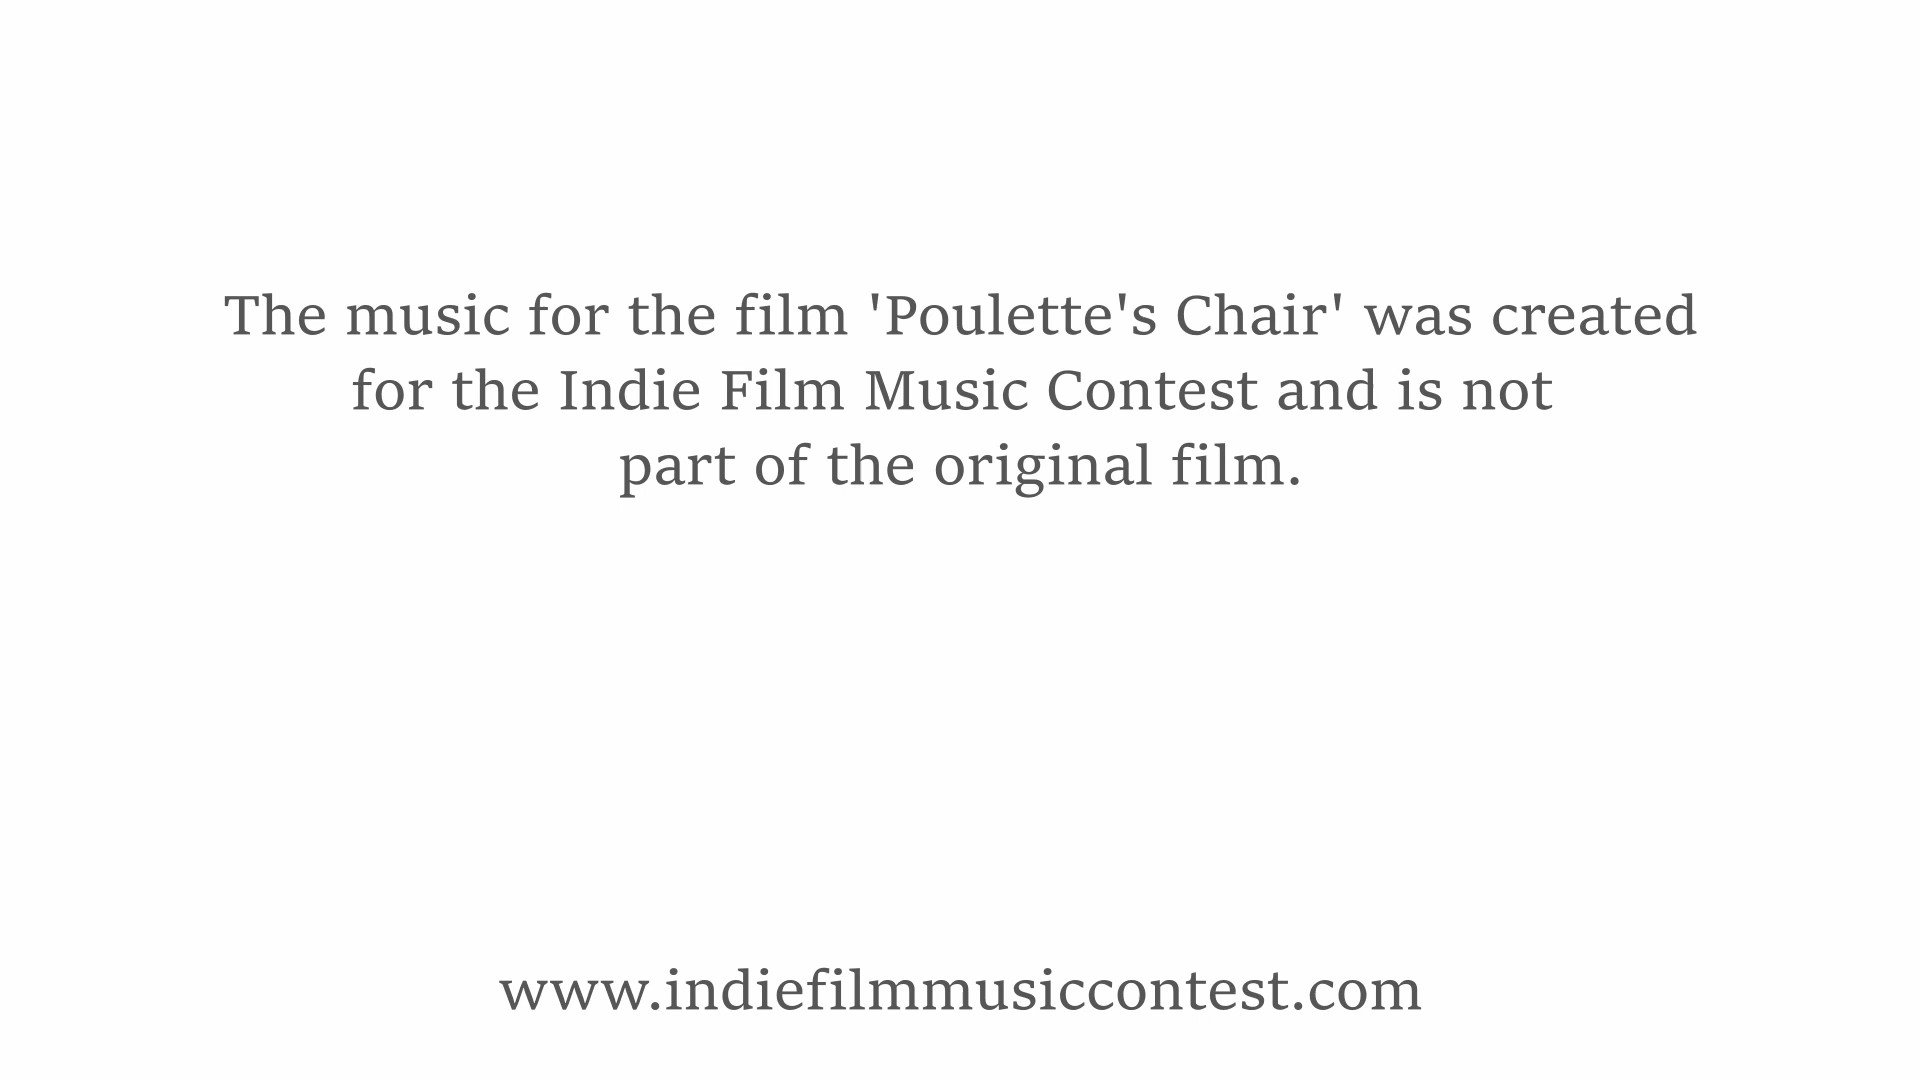 The music for the film 'Poulette's Chair' was created
for the Indie Film Music Contest and is not
part of the original film.
www.indiefilmmusiccontest.com